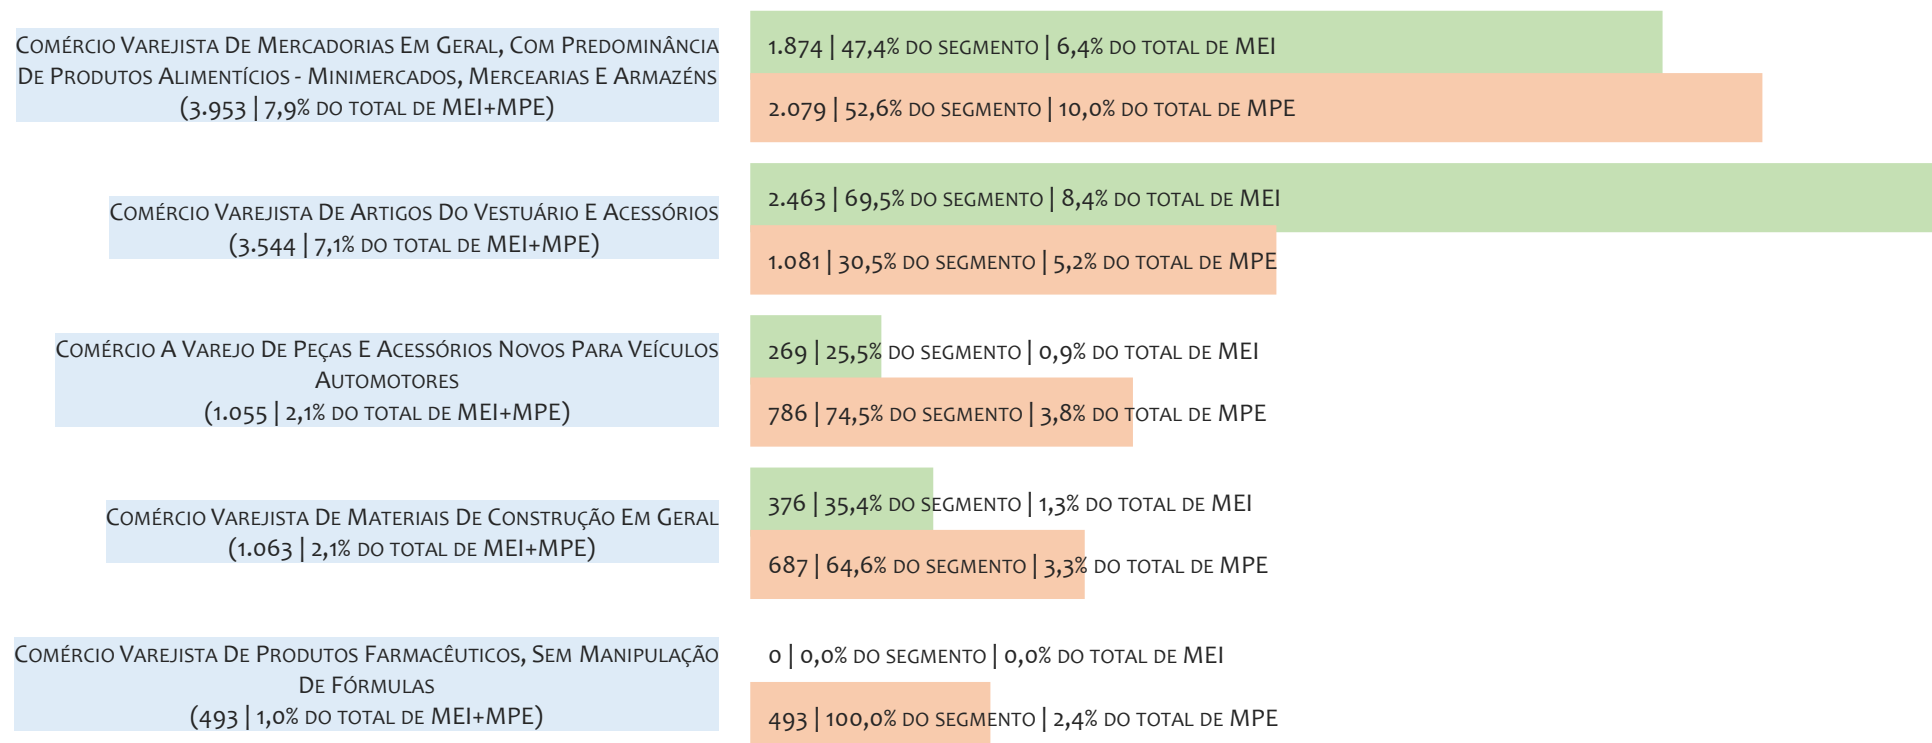 Comércio Varejista De Mercadorias Em Geral, Com Predominância
De Produtos Alimentícios - Minimercados, Mercearias E Armazéns
(3.953 | 7,9% do total de MEI+MPE)
1.874 | 47,4% do segmento | 6,4% do total de MEI
2.079 | 52,6% do segmento | 10,0% do total de MPE
Comércio Varejista De Artigos Do Vestuário E Acessórios
(3.544 | 7,1% do total de MEI+MPE)
2.463 | 69,5% do segmento | 8,4% do total de MEI
1.081 | 30,5% do segmento | 5,2% do total de MPE
Comércio A Varejo De Peças E Acessórios Novos Para Veículos
Automotores
(1.055 | 2,1% do total de MEI+MPE)
269 | 25,5% do segmento | 0,9% do total de MEI
786 | 74,5% do segmento | 3,8% do total de MPE
Comércio Varejista De Materiais De Construção Em Geral
(1.063 | 2,1% do total de MEI+MPE)
376 | 35,4% do segmento | 1,3% do total de MEI
687 | 64,6% do segmento | 3,3% do total de MPE
Comércio Varejista De Produtos Farmacêuticos, Sem Manipulação
De Fórmulas
(493 | 1,0% do total de MEI+MPE)
0 | 0,0% do segmento | 0,0% do total de MEI
493 | 100,0% do segmento | 2,4% do total de MPE